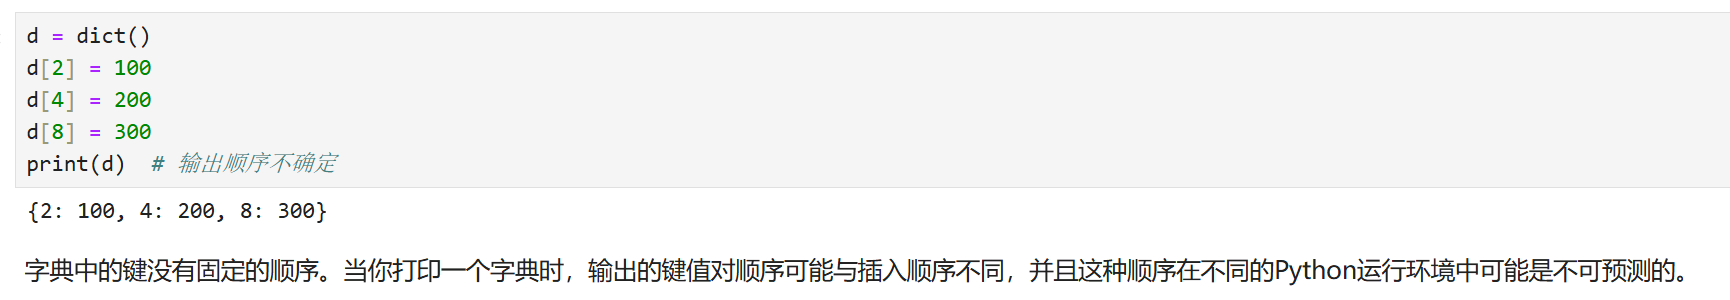 d = dict()
d[2] = 100
d[4] = 200
d[8] = 300
print(d)  # 输出顺序不确定
{2: 100, 4: 200, 8: 300}
字典中的键没有固定的顺序。当你打印一个字典时，输出的键值对顺序可能与插入顺序不同，并且这种顺序在不同的Python运行环境中可能是不可预测的。